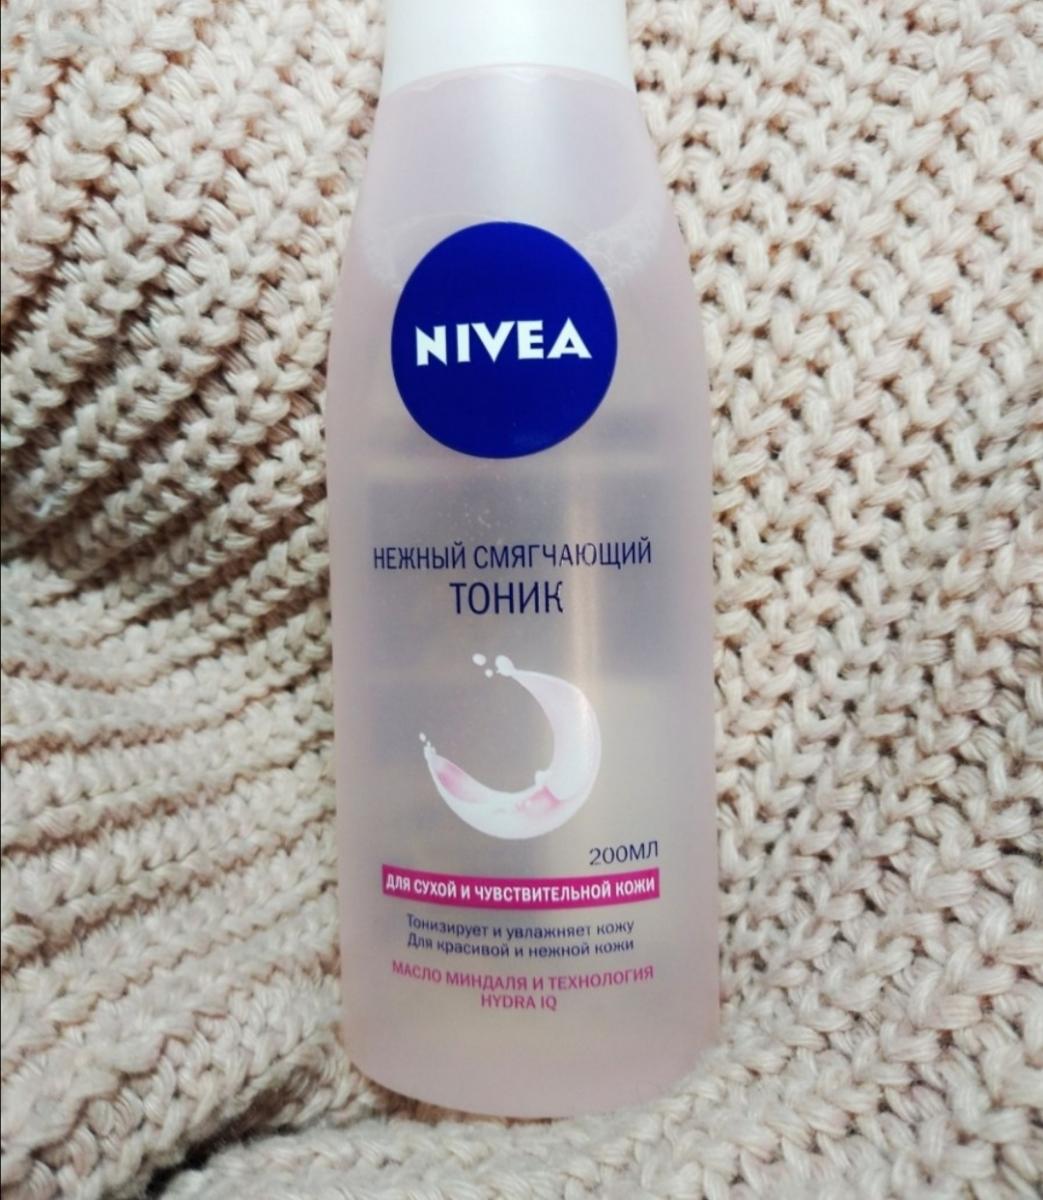 NIVEA
НЕЖНЫЙ СМЯГЧАЮЩИЙ
ТОНИК
200МЛ
ДЛЯ СУХОЙ И ЧУВСТВИТЕЛЬНОЙ КОЖИ
Тонизирует и увлажняет кожу
Для красивой и нежной кожи
МАСЛО МИНДАЛЯ И ТЕХНОЛОГИЯ
HYDRA IQ